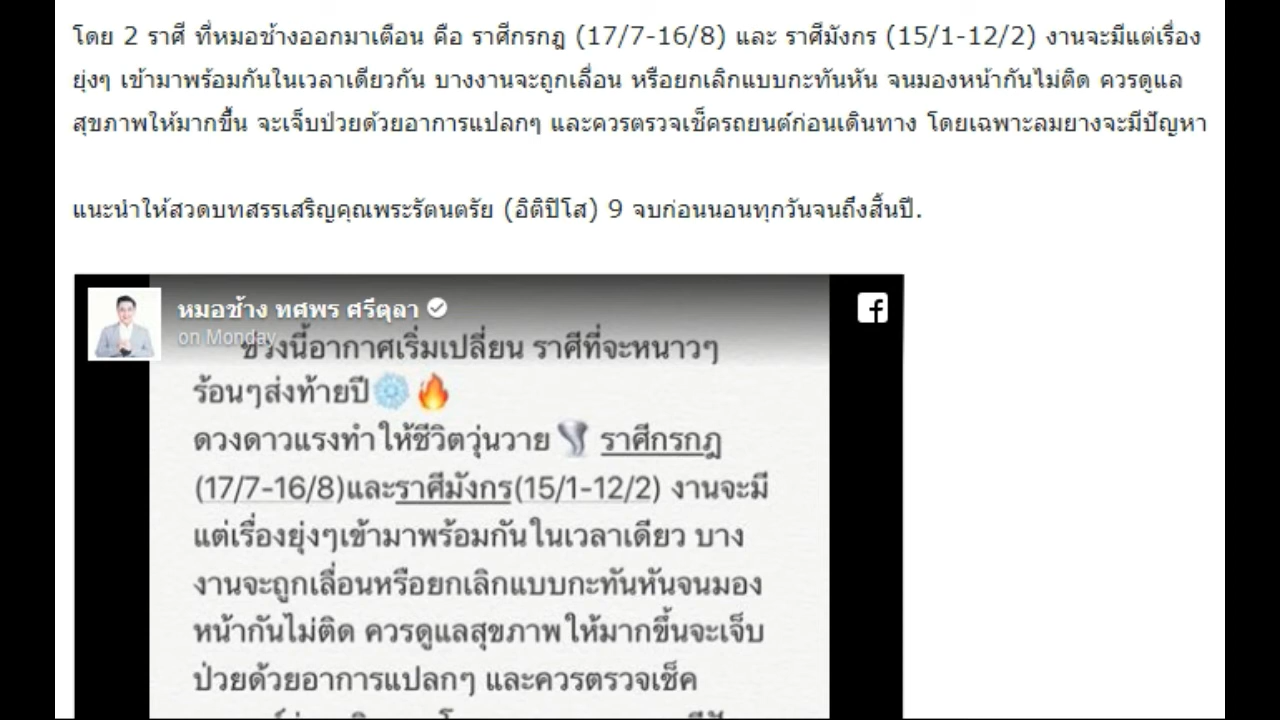 โดย 2 ราศี ที่หมอช้างออกมาเตือน คือ ราศีกรกฎ (17/7-16/8) และ ราศีมังกร (15/1-12/2) งานจะมีแต่เรื่อง
ยุ่งๆ เข้ามาพร้อมกันในเวลาเดียวกัน บางงานจะถูกเลื่อน หรือยกเลิกแบบกะทันหัน จนมองหน้ากันไม่ติด ควรดูแล
สุขภาพให้มากขึ้น จะเจ็บป่วยด้วยอาการแปลกๆ และควรตรวจเช็ครถยนต์ก่อนเดินทาง โดยเฉพาะลมยางจะมีปัญหา
แนะนำให้สวดบทสรรเสริญคุณพระรัตนตรัย (อิติปิโส) 9 จบก่อนนอนทุกวันจนถึงสิ้นปี.
หมอช้าง ทศพร ศรีตุลา
on Monday
ช่วงนี้อากาศเริ่มเปลี่ยน ราศีที่จะหนาวๆ
ร้อนๆส่งท้ายปี
ดวงดาวแรงทำให้ชีวิตวุ่นวาย ราศีกรกฎ
(17/7-16/8)และราศีมังกร(15/1-12/2) งานจะมี
แต่เรื่องยุ่งๆเข้ามาพร้อมกันในเวลาเดียว บาง
งานจะถูกเลื่อนหรือยกเลิกแบบกะทันหันจนมอง
หน้ากันไม่ติด ควรดูแลสุขภาพให้มากขึ้นจะเจ็บ
ป่วยด้วยอาการแปลกๆ และควรตรวจเช็ค